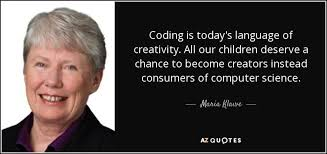 Coding is today's language of
creativity. All our children deserve a
chance to become creators instead
consumers of computer science.
Maria Klawe
AZ QUOTES